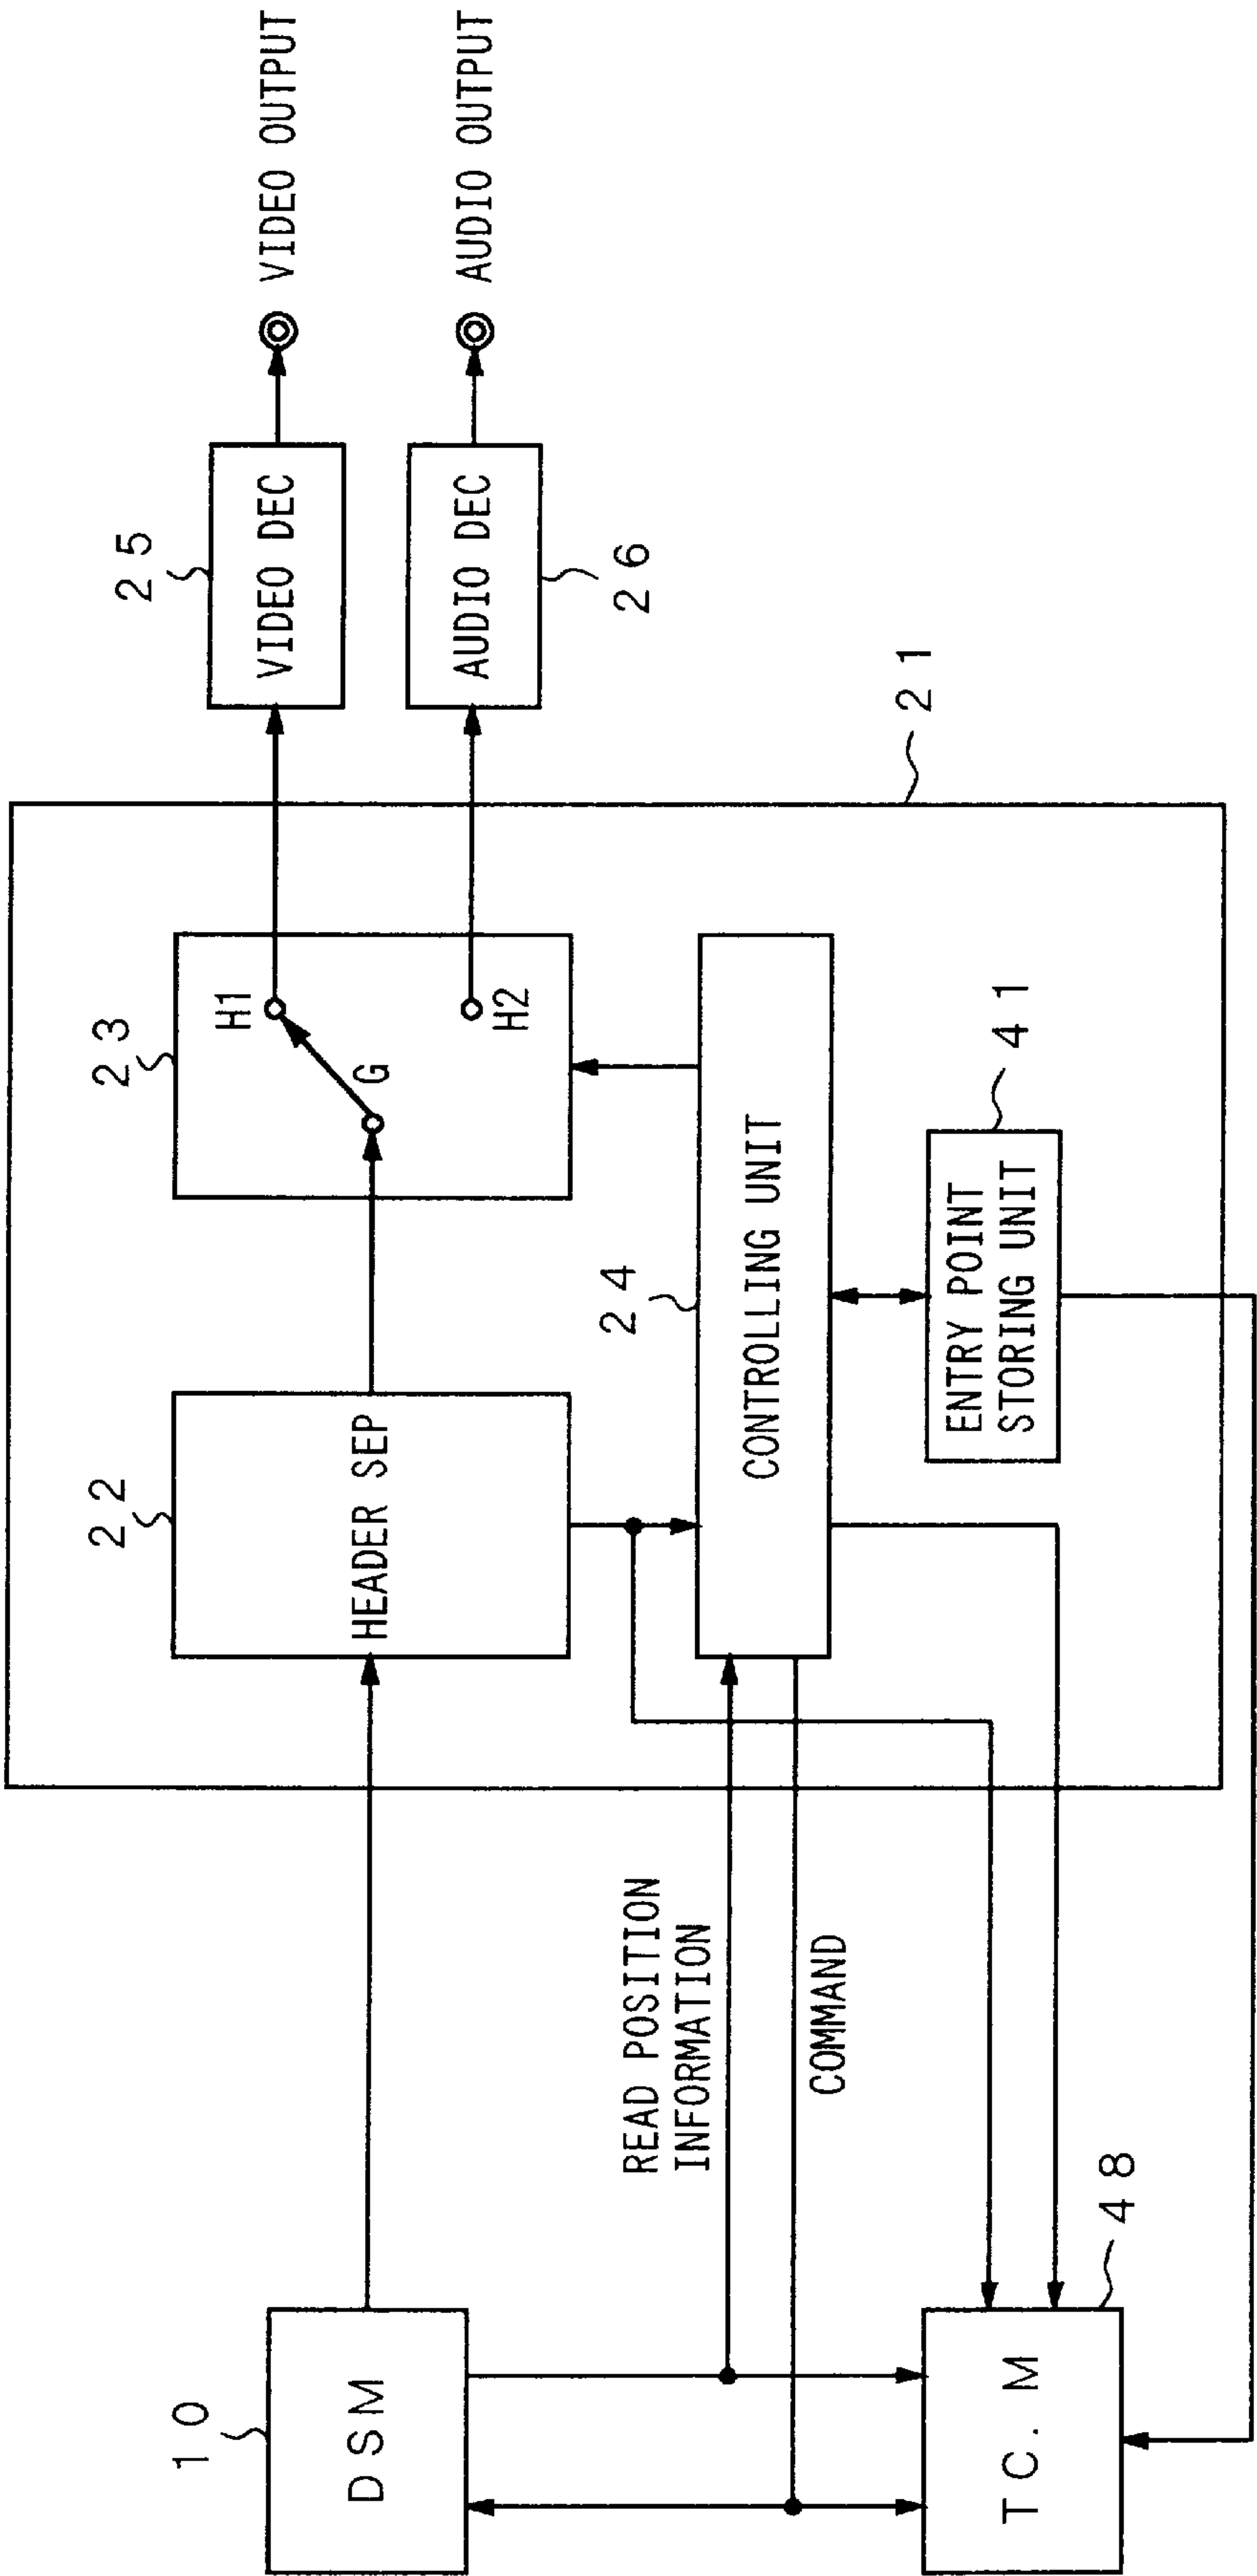 10
DSM
22
HEADER SEP
23
H1
G
H2
25
VIDEO DEC
VIDEO OUTPUT
AUDIO DEC
26
AUDIO OUTPUT
21
READ POSITION
INFORMATION
COMMAND
24
CONTROLLING UNIT
ENTRY POINT
STORING UNIT
41
TC. M
48